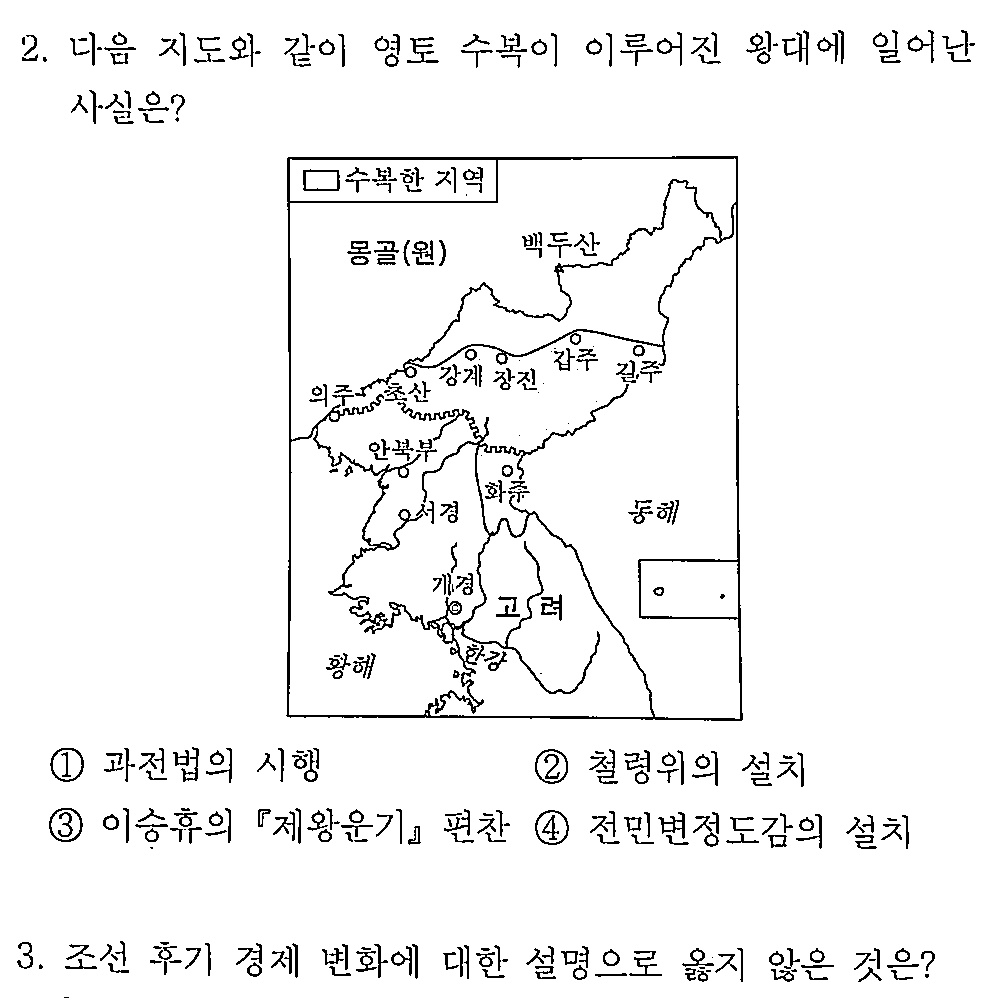 2. 다음 지도와 같이 영토 수복이 이루어진 왕대에 일어난
사실은?
수복한 지역
몽골(원)
백두산
갑주
길주
강계
장진
초산
의주
안북부
화주
서경
동해
개경
고 려
한강
황해
① 과전법의 시행 ② 철령위의 설치
③ 이승휴의 『제왕운기』 편찬 ④ 전민변정도감의 설치
3. 조선 후기 경제 변화에 대한 설명으로 옳지 않은 것은?